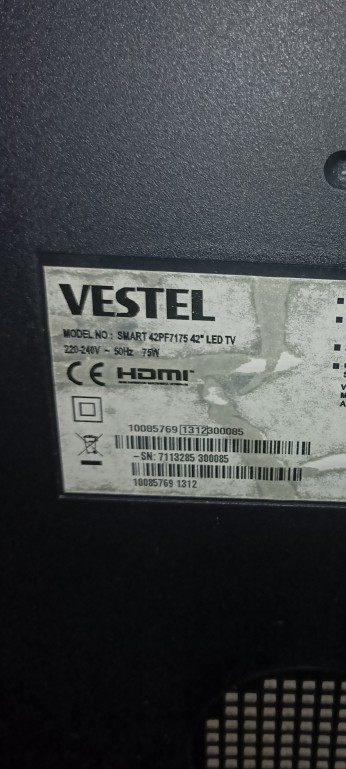 VESTEL
MODEL NO : SMART 42PF7175 42" LED TV
220-240V ~ 50Hz 75W
CE HDMI
10085769 1312 300085
-SN: 7113285 300085
10085769 1312